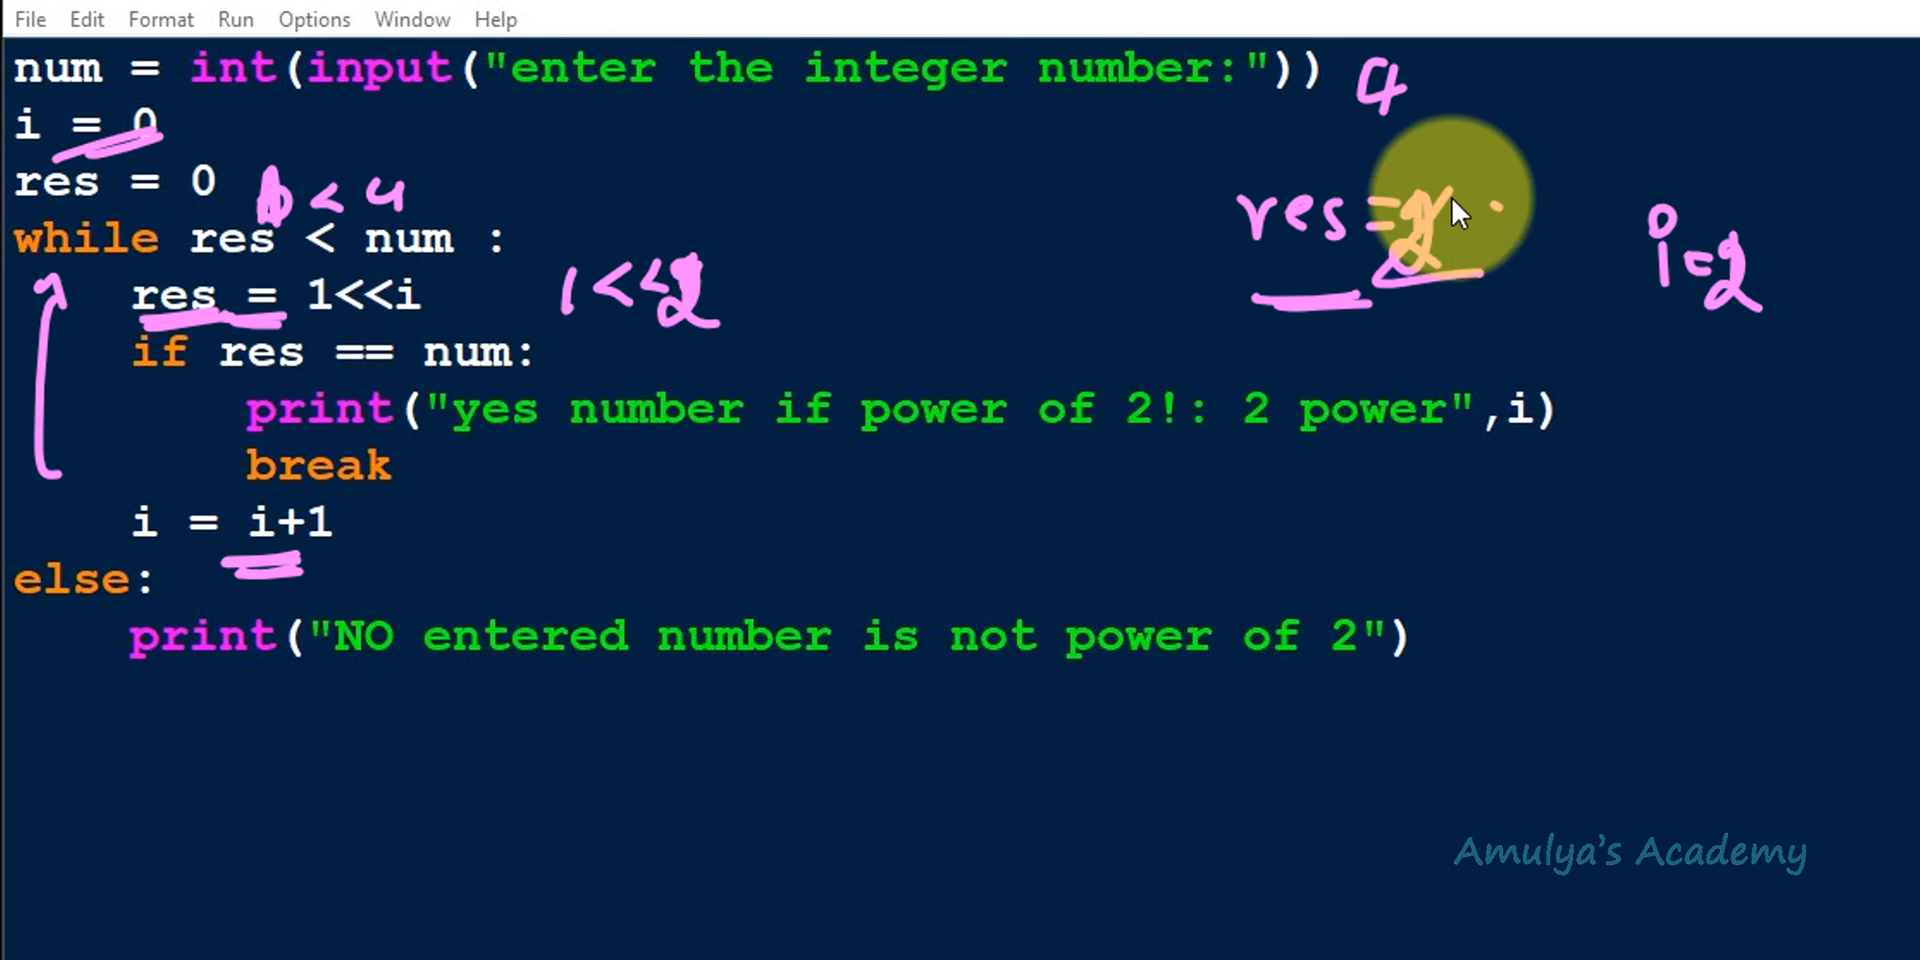 File Edit Format Run Options Window Help
num = int(input("enter the integer number:")) 4
i = 0
res = 0 < 4
while res < num :
res =
i=2
res = 1<<i 1<<2
if res == num:
print("yes number if power of 2!: 2 power",i)
break
i = i+1
else:
print("NO entered number is not power of 2")
Amulya's Academy